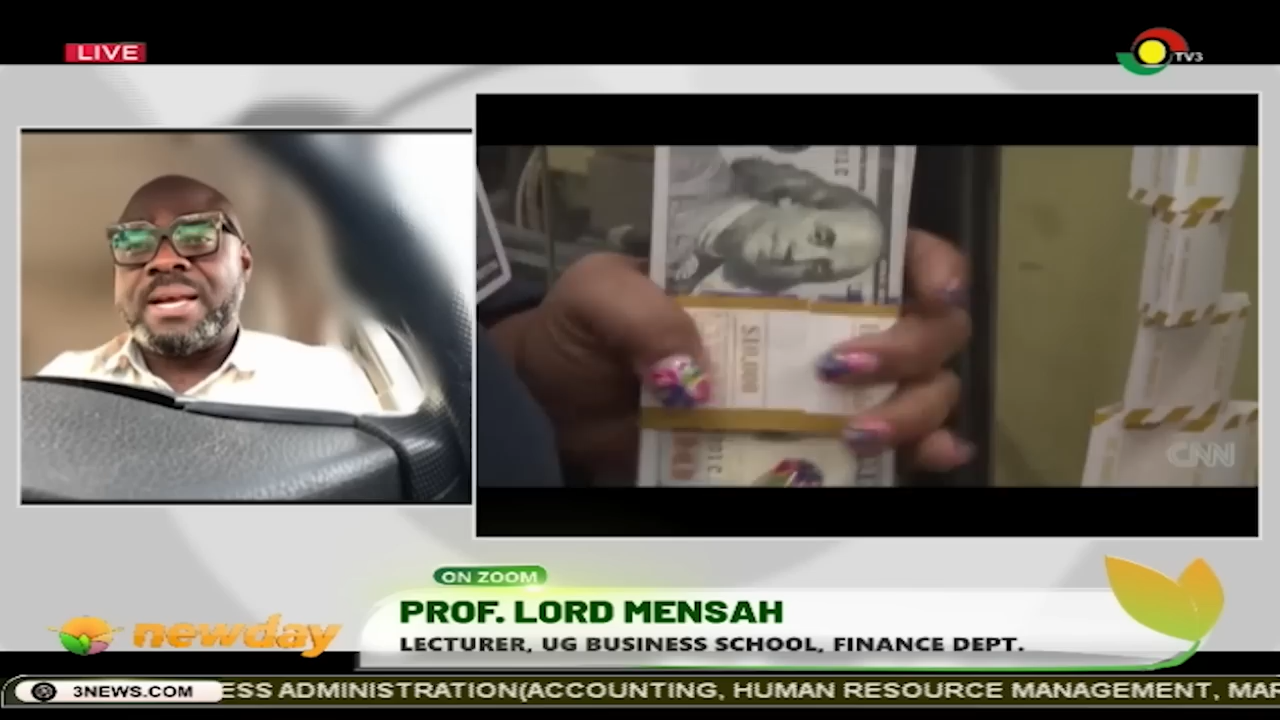 LIVE
TV3
$10,000
CNN
ON ZOOM
PROF. LORD MENSAH
LECTURER, UG BUSINESS SCHOOL, FINANCE DEPT.
newday
3NEWS.COM
ESS ADMINISTRATION(ACCOUNTING, HUMAN RESOURCE MANAGEMENT, MAR